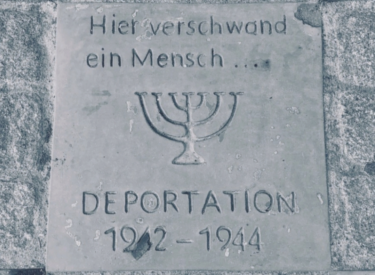 Hier verschwand
ein Mensch ....
DEPORTATION
1942 – 1944